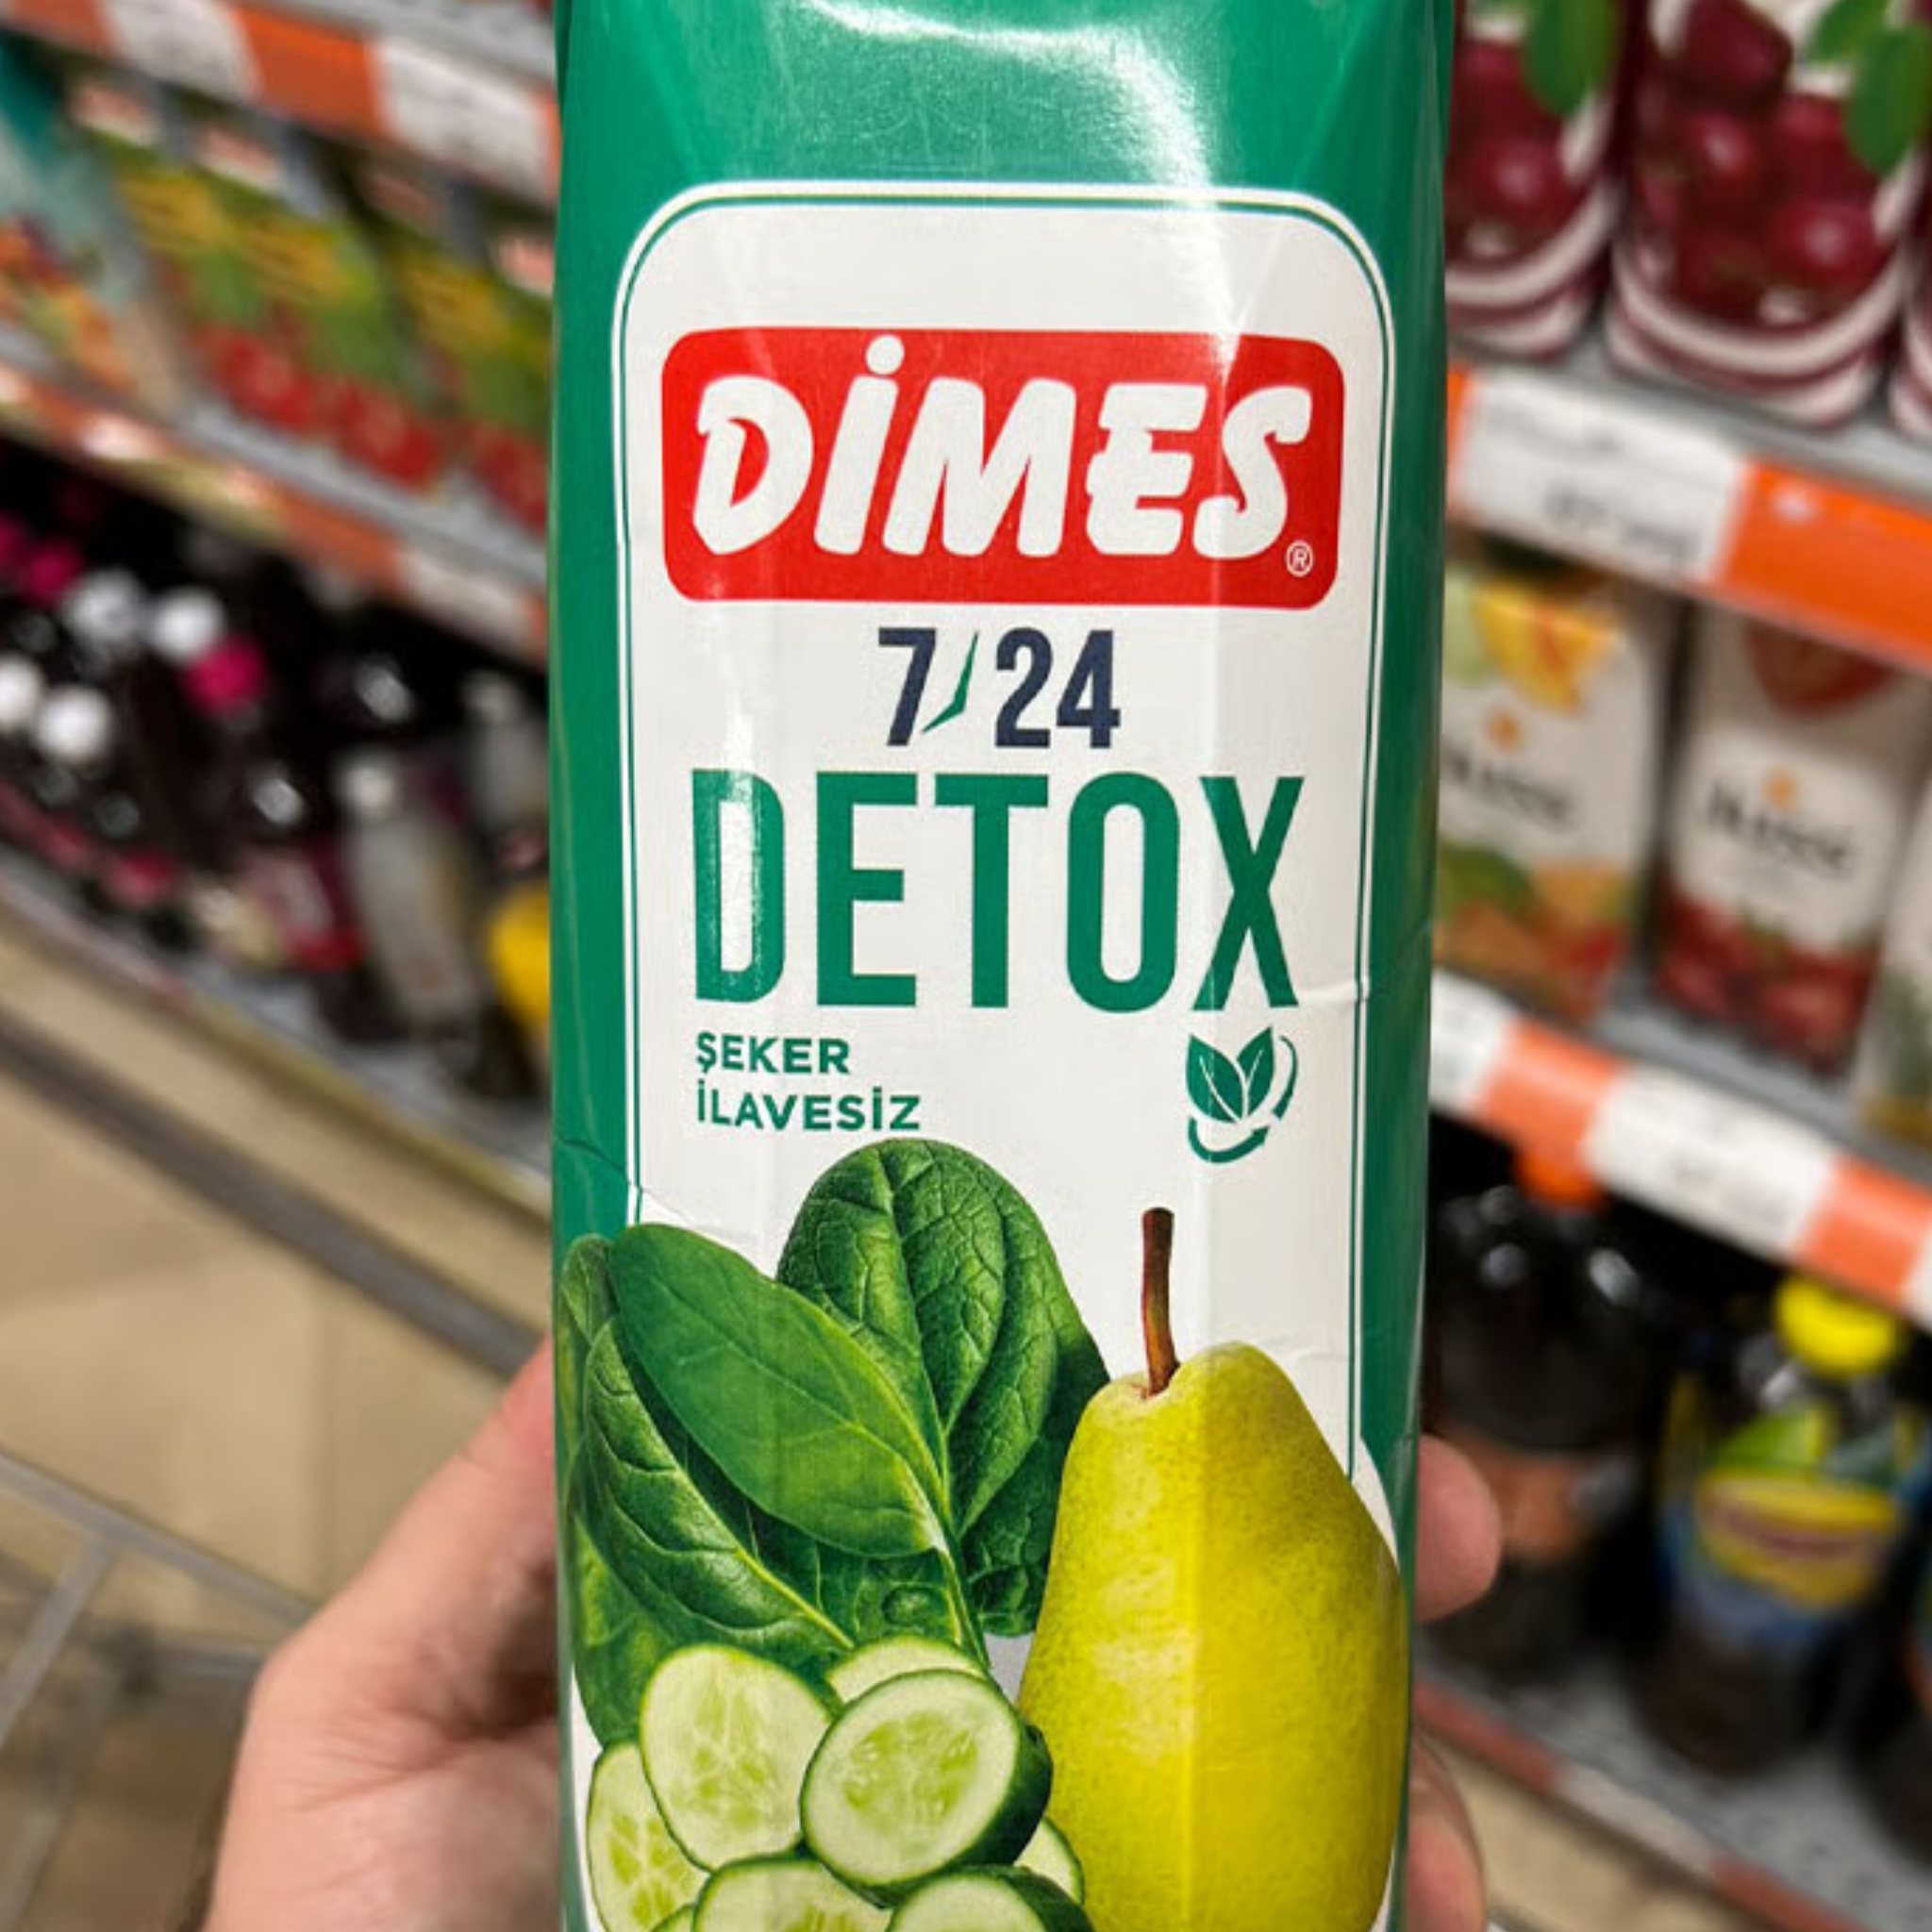 DİMES®
7/24
DETOX
ŞEKER
İLAVESİZ